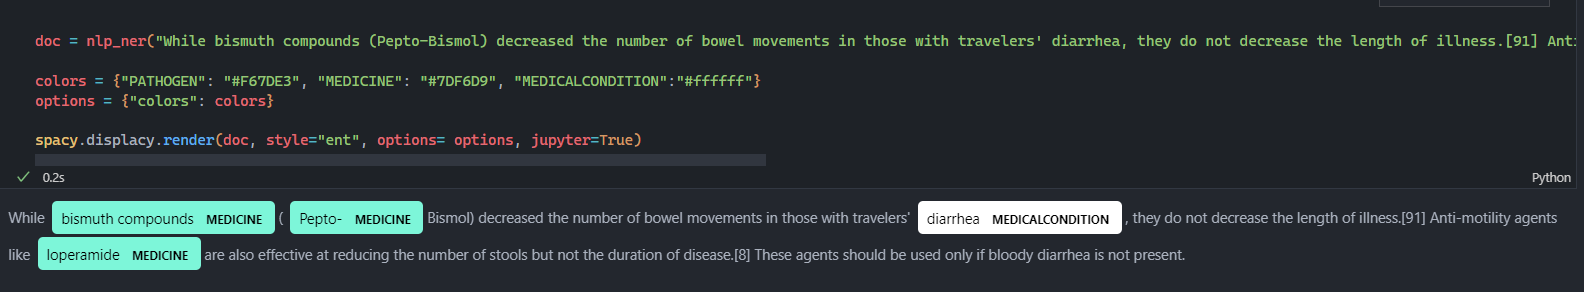 doc = nlp_ner("While bismuth compounds (Pepto-Bismol) decreased the number of bowel movements in those with travelers' diarrhea, they do not decrease the length of illness.[91] Anti
colors = {"PATHOGEN": "#F67DE3", "MEDICINE": "#7DF6D9", "MEDICALCONDITION":"#ffffff"}
options = {"colors": colors}
spacy.displacy.render(doc, style="ent", options= options, jupyter=True)
0.2s Python
While bismuth compounds MEDICINE ( Pepto- MEDICINE Bismol) decreased the number of bowel movements in those with travelers' diarrhea MEDICALCONDITION , they do not decrease the length of illness.[91] Anti-motility agents
like loperamide MEDICINE are also effective at reducing the number of stools but not the duration of disease.[8] These agents should be used only if bloody diarrhea is not present.